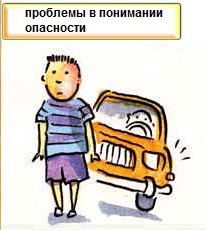 проблемы в понимании
опасности